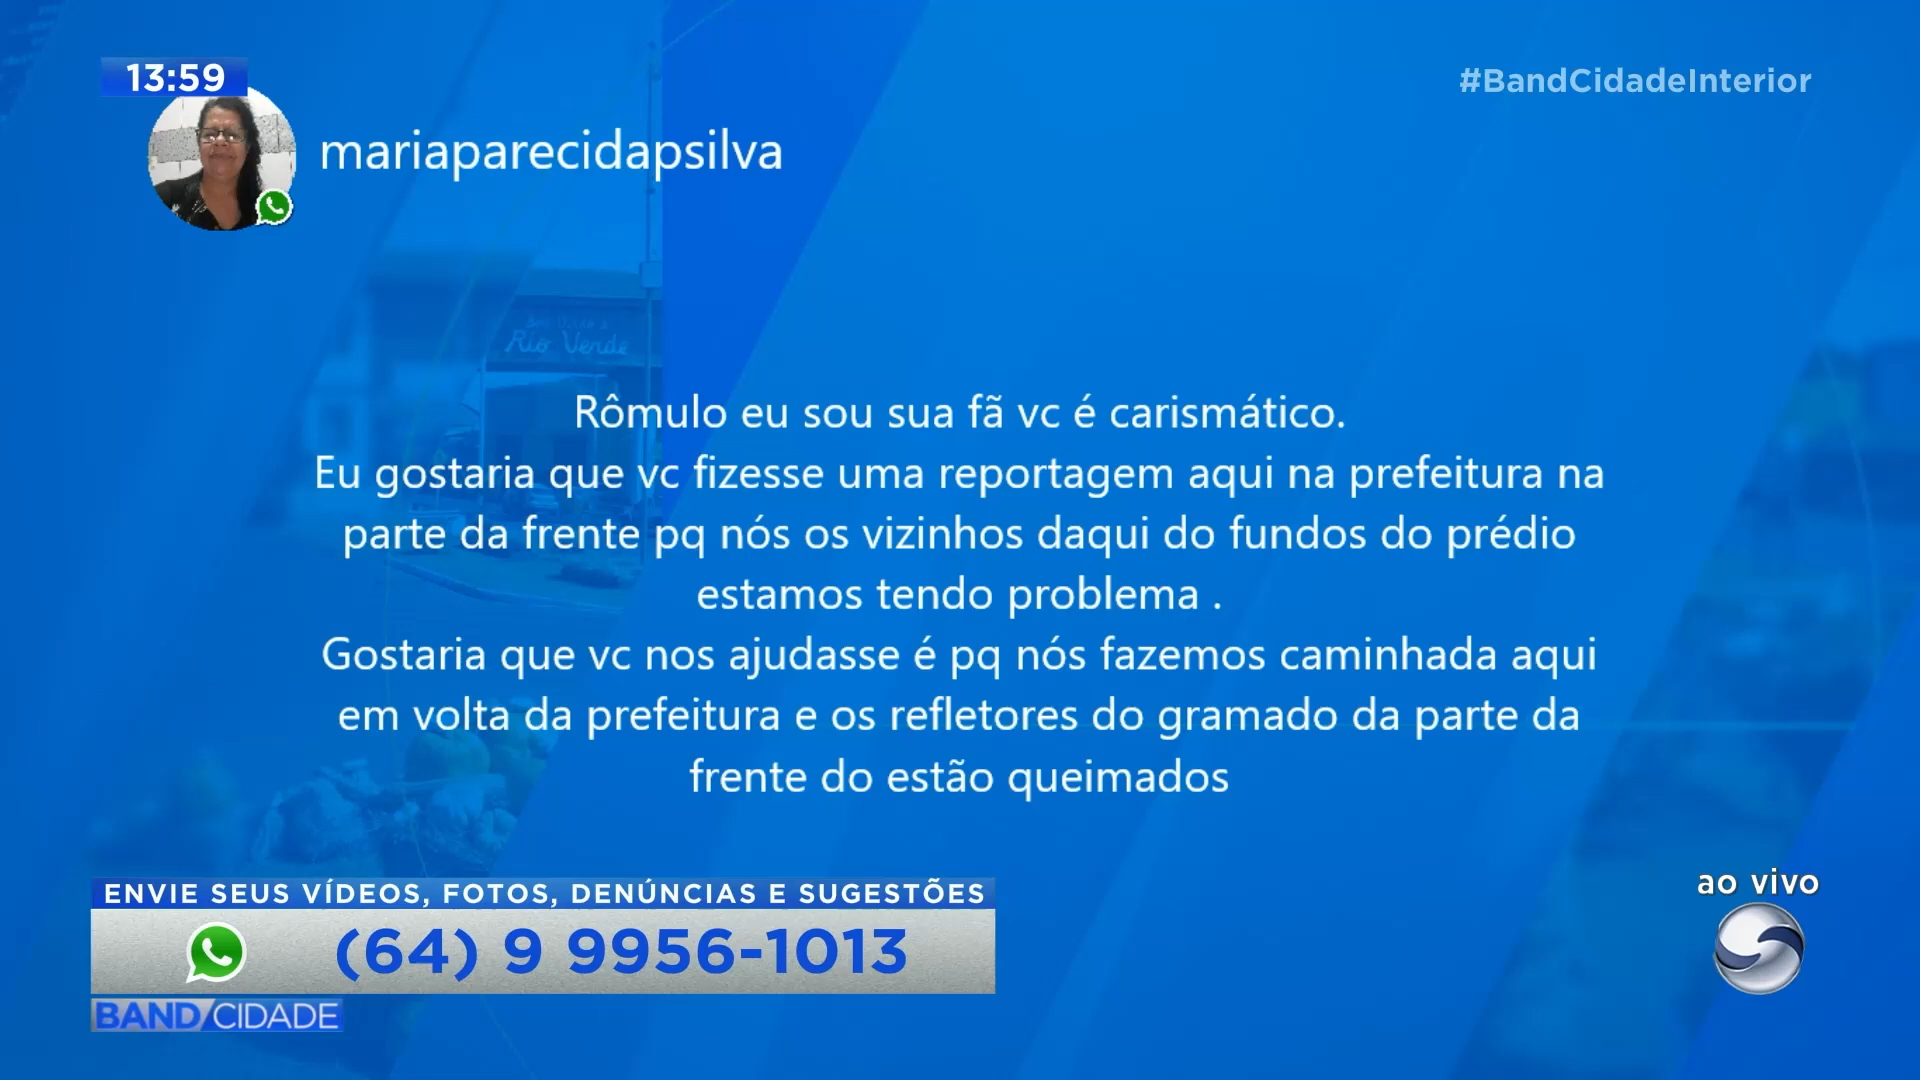 13:59
#BandCidadeInterior
mariaparecidapsilva
Rio Verde
Rômulo eu sou sua fã vc é carismático.
Eu gostaria que vc fizesse uma reportagem aqui na prefeitura na
parte da frente pq nós os vizinhos daqui do fundos do prédio
estamos tendo problema .
Gostaria que vc nos ajudasse é pq nós fazemos caminhada aqui
em volta da prefeitura e os refletores do gramado da parte da
frente do estão queimados
ENVIE SEUS VÍDEOS, FOTOS, DENÚNCIAS E SUGESTÕES
(64) 9 9956-1013
BAND/CIDADE
ao vivo